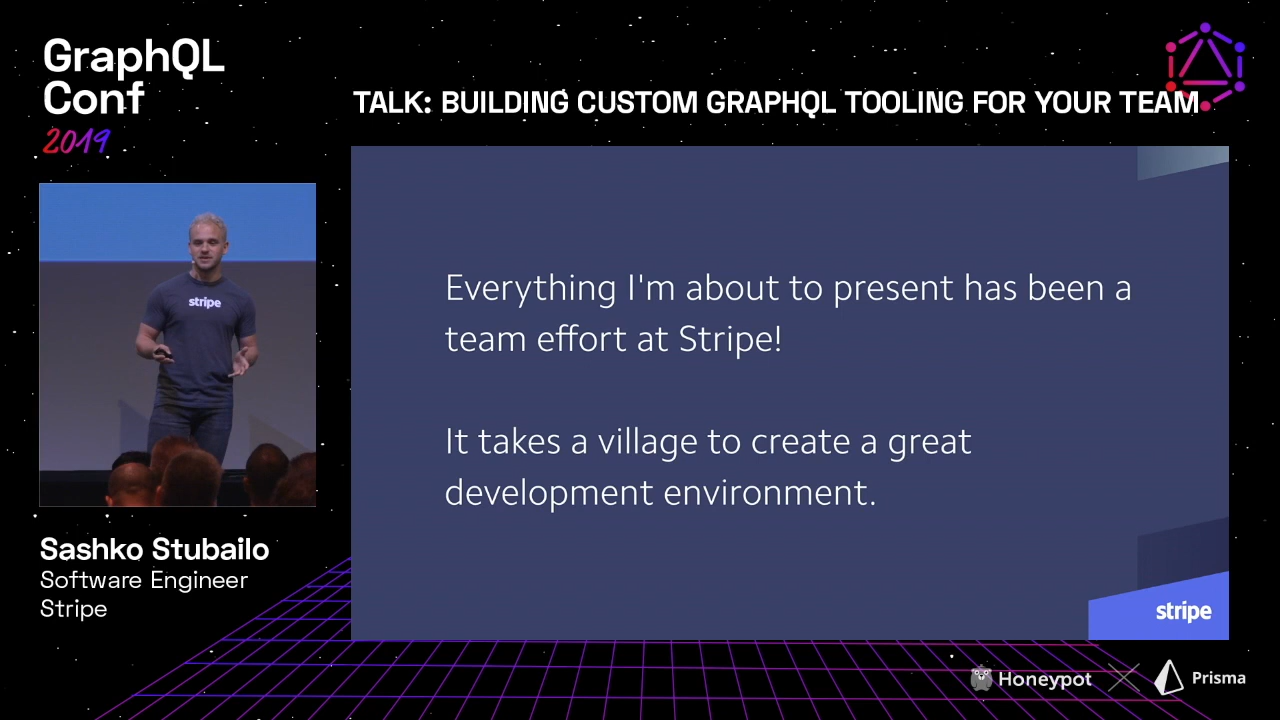 GraphQL
Conf
2019
TALK: BUILDING CUSTOM GRAPHQL TOOLING FOR YOUR TEAM
stripe
Everything I'm about to present has been a
team effort at Stripe!
It takes a village to create a great
development environment.
stripe
Sashko Stubailo
Software Engineer
Stripe
Honeypot
Prisma